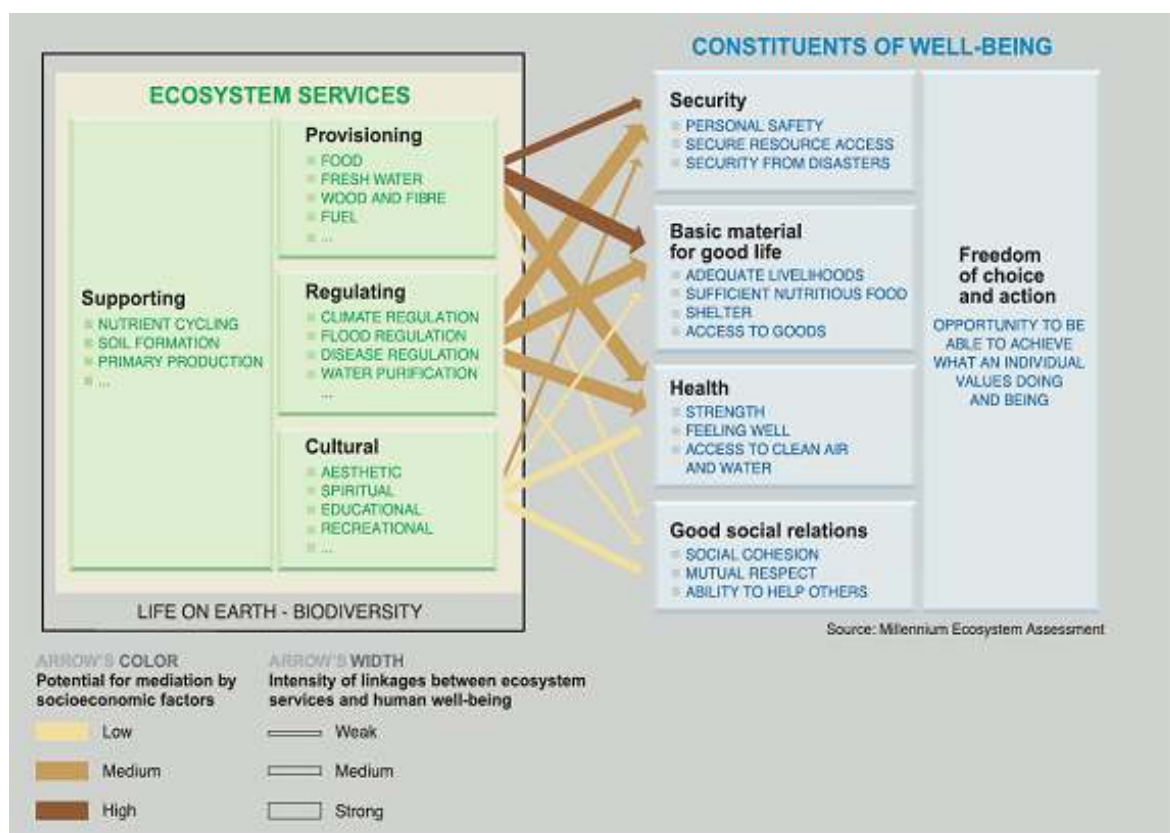 CONSTITUENTS OF WELL-BEING
ECOSYSTEM SERVICES
Supporting
NUTRIENT CYCLING
SOIL FORMATION
PRIMARY PRODUCTION
...
Provisioning
FOOD
FRESH WATER
WOOD AND FIBRE
FUEL
...
Regulating
CLIMATE REGULATION
FLOOD REGULATION
DISEASE REGULATION
WATER PURIFICATION
...
Cultural
AESTHETIC
SPIRITUAL
EDUCATIONAL
RECREATIONAL
...
LIFE ON EARTH - BIODIVERSITY
Security
PERSONAL SAFETY
SECURE RESOURCE ACCESS
SECURITY FROM DISASTERS
Basic material
for good life
ADEQUATE LIVELIHOODS
SUFFICIENT NUTRITIOUS FOOD
SHELTER
ACCESS TO GOODS
Health
STRENGTH
FEELING WELL
ACCESS TO CLEAN AIR
AND WATER
Good social relations
SOCIAL COHESION
MUTUAL RESPECT
ABILITY TO HELP OTHERS
Freedom
of choice
and action
OPPORTUNITY TO BE
ABLE TO ACHIEVE
WHAT AN INDIVIDUAL
VALUES DOING
AND BEING
Source: Millennium Ecosystem Assessment
ARROW'S COLOR
Potential for mediation by
socioeconomic factors
Low
Medium
High
ARROW'S WIDTH
Intensity of linkages between ecosystem
services and human well-being
Weak
Medium
Strong